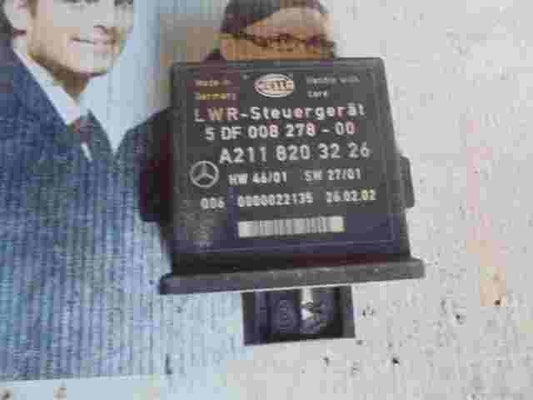 Made in
Germany
HELLA
Handle with
care
LWR-Steuergerät
5 DF 008 278 - 00
A211 820 32 26
HW 46/01 SW 27/01
006 0000022135 26.02.02